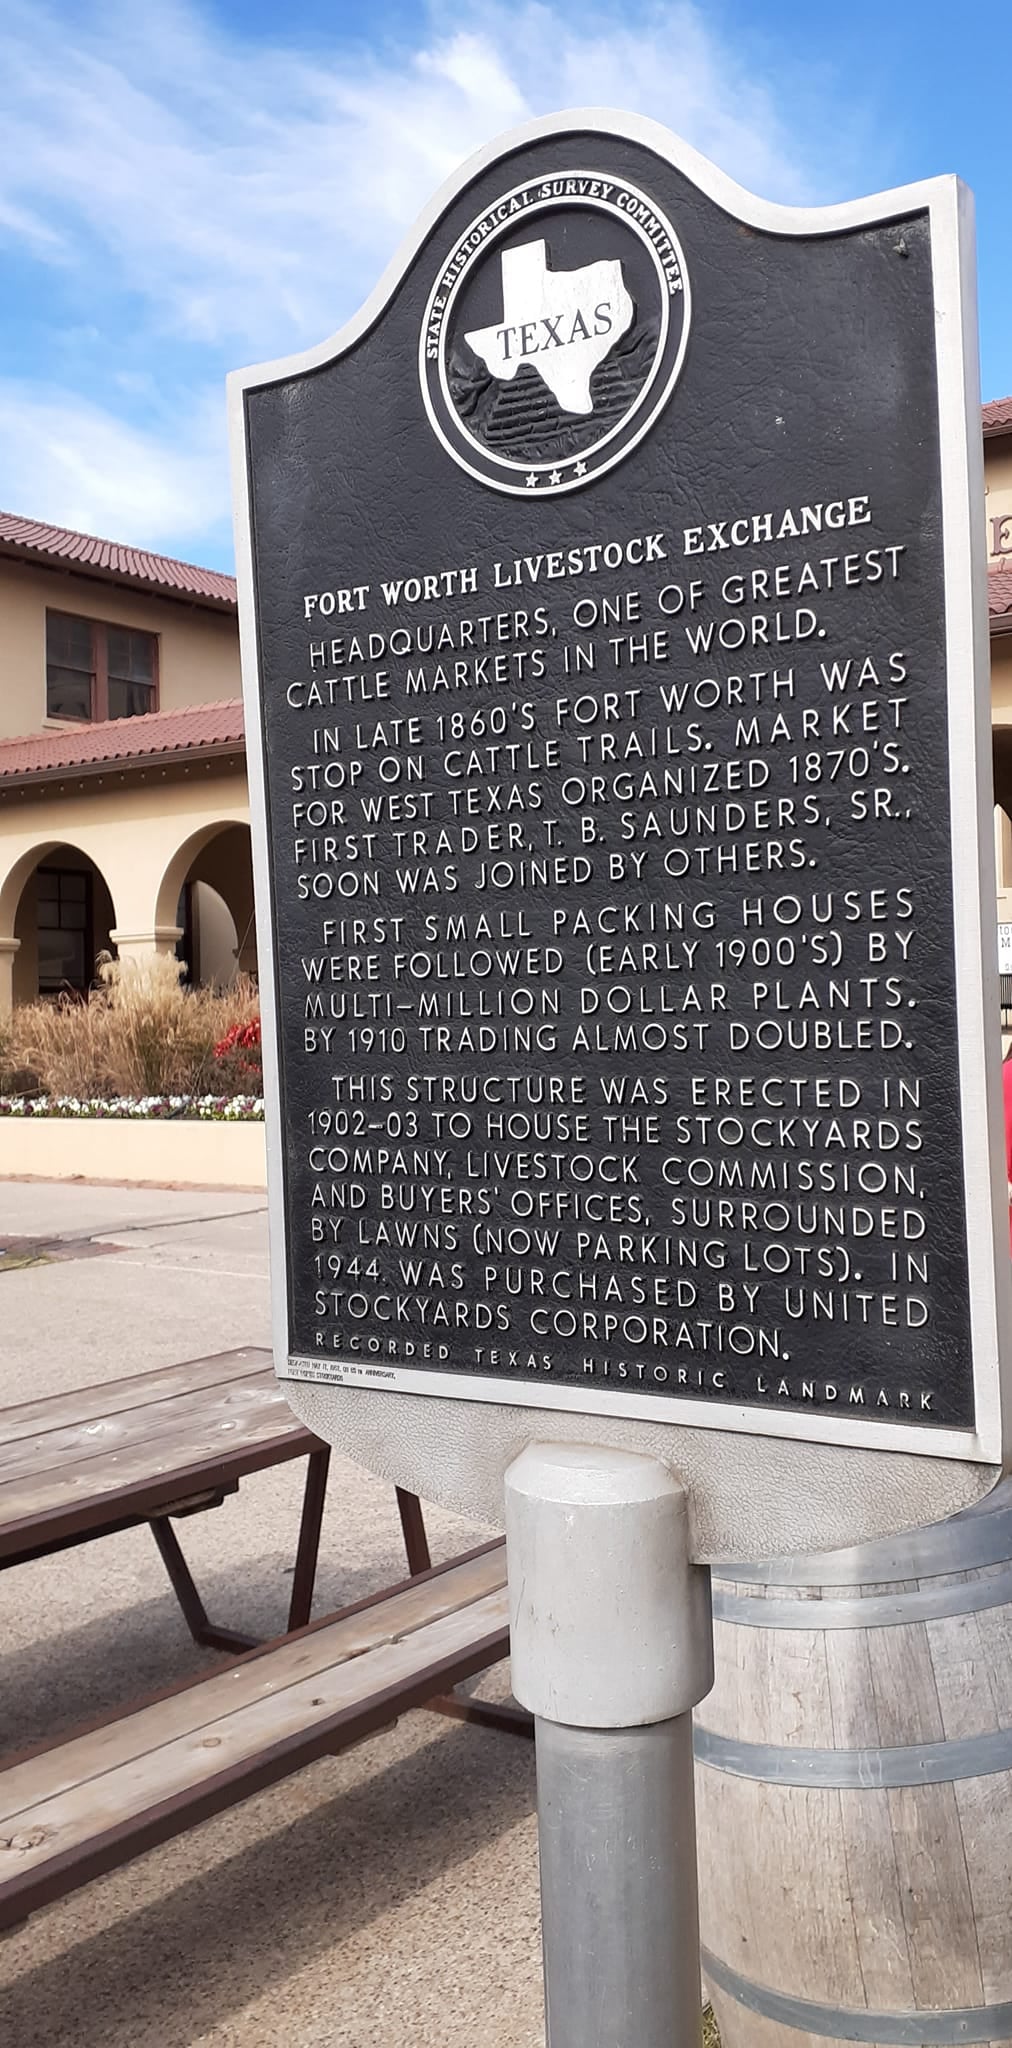 STATE HISTORICAL SURVEY COMMITTEE
TEXAS
FORT WORTH LIVESTOCK EXCHANGE
HEADQUARTERS, ONE OF GREATEST
CATTLE MARKETS IN THE WORLD.
IN LATE 1860'S FORT WORTH WAS
STOP ON CATTLE TRAILS. MARKET
FOR WEST TEXAS ORGANIZED 1870'S.
FIRST TRADER, T. B. SAUNDERS, SR.,
SOON WAS JOINED BY OTHERS.
FIRST SMALL PACKING HOUSES
WERE FOLLOWED (EARLY 1900'S) BY
MULTI-MILLION DOLLAR PLANTS.
BY 1910 TRADING ALMOST DOUBLED.
THIS STRUCTURE WAS ERECTED IN
1902-03 TO HOUSE THE STOCKYARDS
COMPANY, LIVESTOCK COMMISSION,
AND BUYERS' OFFICES, SURROUNDED
BY LAWNS (NOW PARKING LOTS). IN
1944, WAS PURCHASED BY UNITED
STOCKYARDS CORPORATION.
RECORDED TEXAS HISTORIC LANDMARK